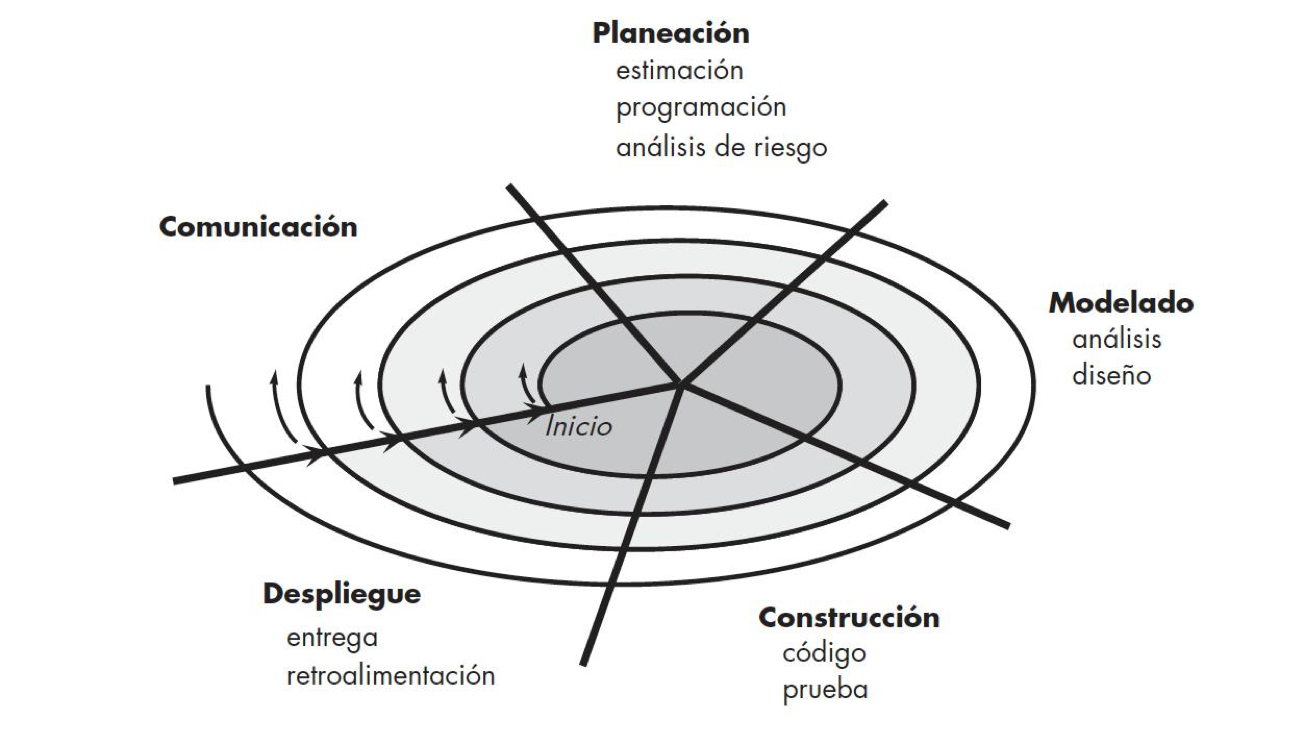 Planeación
estimación
programación
análisis de riesgo
Comunicación
Modelado
análisis
diseño
Inicio
Despliegue
entrega
retroalimentación
Construcción
código
prueba